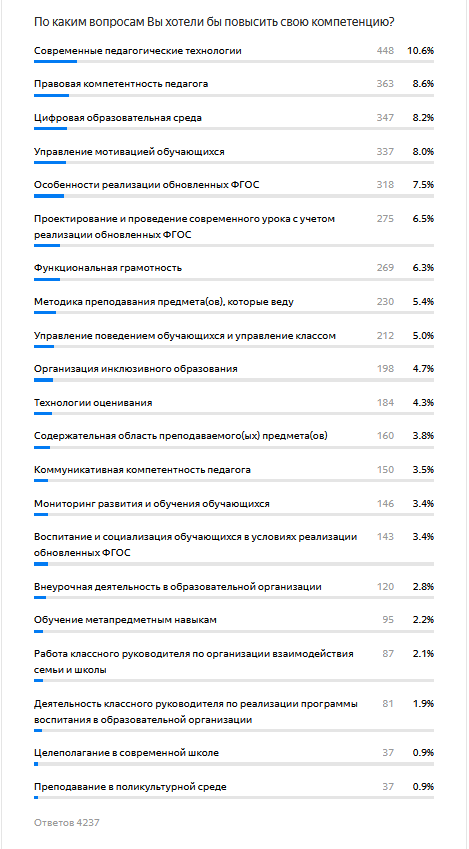 По каким вопросам Вы хотели бы повысить свою компетенцию?
Современные педагогические технологии 448 10.6%
Правовая компетентность педагога 363 8.6%
Цифровая образовательная среда 347 8.2%
Управление мотивацией обучающихся 337 8.0%
Особенности реализации обновленных ФГОС 318 7.5%
Проектирование и проведение современного урока с учетом 275 6.5%
реализации обновленных ФГОС
Функциональная грамотность 269 6.3%
Методика преподавания предмета(ов), которые веду 230 5.4%
Управление поведением обучающихся и управление классом 212 5.0%
Организация инклюзивного образования 198 4.7%
Технологии оценивания 184 4.3%
Содержательная область преподаваемого(ых) предмета(ов) 160 3.8%
Коммуникативная компетентность педагога 150 3.5%
Мониторинг развития и обучения обучающихся 146 3.4%
Воспитание и социализация обучающихся в условиях реализации 143 3.4%
обновленных ФГОС
Внеурочная деятельность в образовательной организации 120 2.8%
Обучение метапредметным навыкам 95 2.2%
Работа классного руководителя по организации взаимодействия 87 2.1%
семьи и школы
Деятельность классного руководителя по реализации программы 81 1.9%
воспитания в образовательной организации
Целеполагание в современной школе 37 0.9%
Преподавание в поликультурной среде 37 0.9%
Ответов 4237